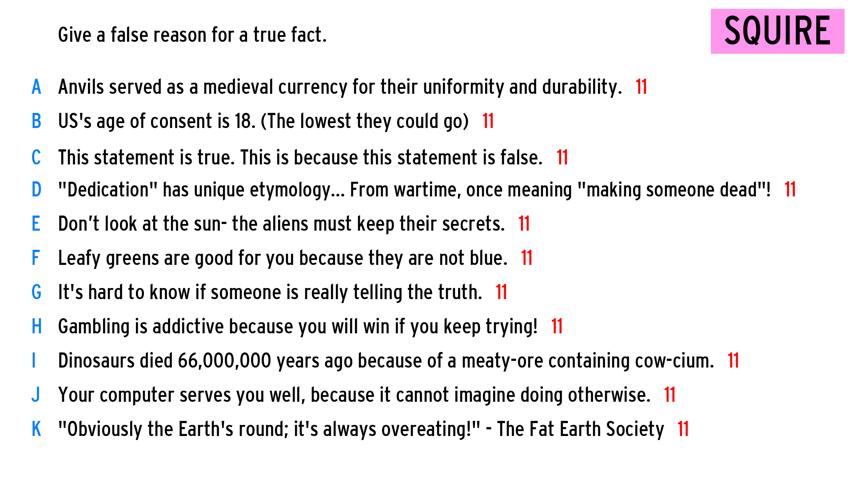 Give a false reason for a true fact.
SQUIRE
A Anvils served as a medieval currency for their uniformity and durability. 11
B US's age of consent is 18. (The lowest they could go) 11
C This statement is true. This is because this statement is false. 11
D "Dedication" has unique etymology... From wartime, once meaning "making someone dead"! 11
E Don't look at the sun- the aliens must keep their secrets. 11
F Leafy greens are good for you because they are not blue. 11
G It's hard to know if someone is really telling the truth. 11
H Gambling is addictive because you will win if you keep trying! 11
I Dinosaurs died 66,000,000 years ago because of a meaty-ore containing cow-cium. 11
J Your computer serves you well, because it cannot imagine doing otherwise. 11
K "Obviously the Earth's round; it's always overeating!" - The Fat Earth Society 11